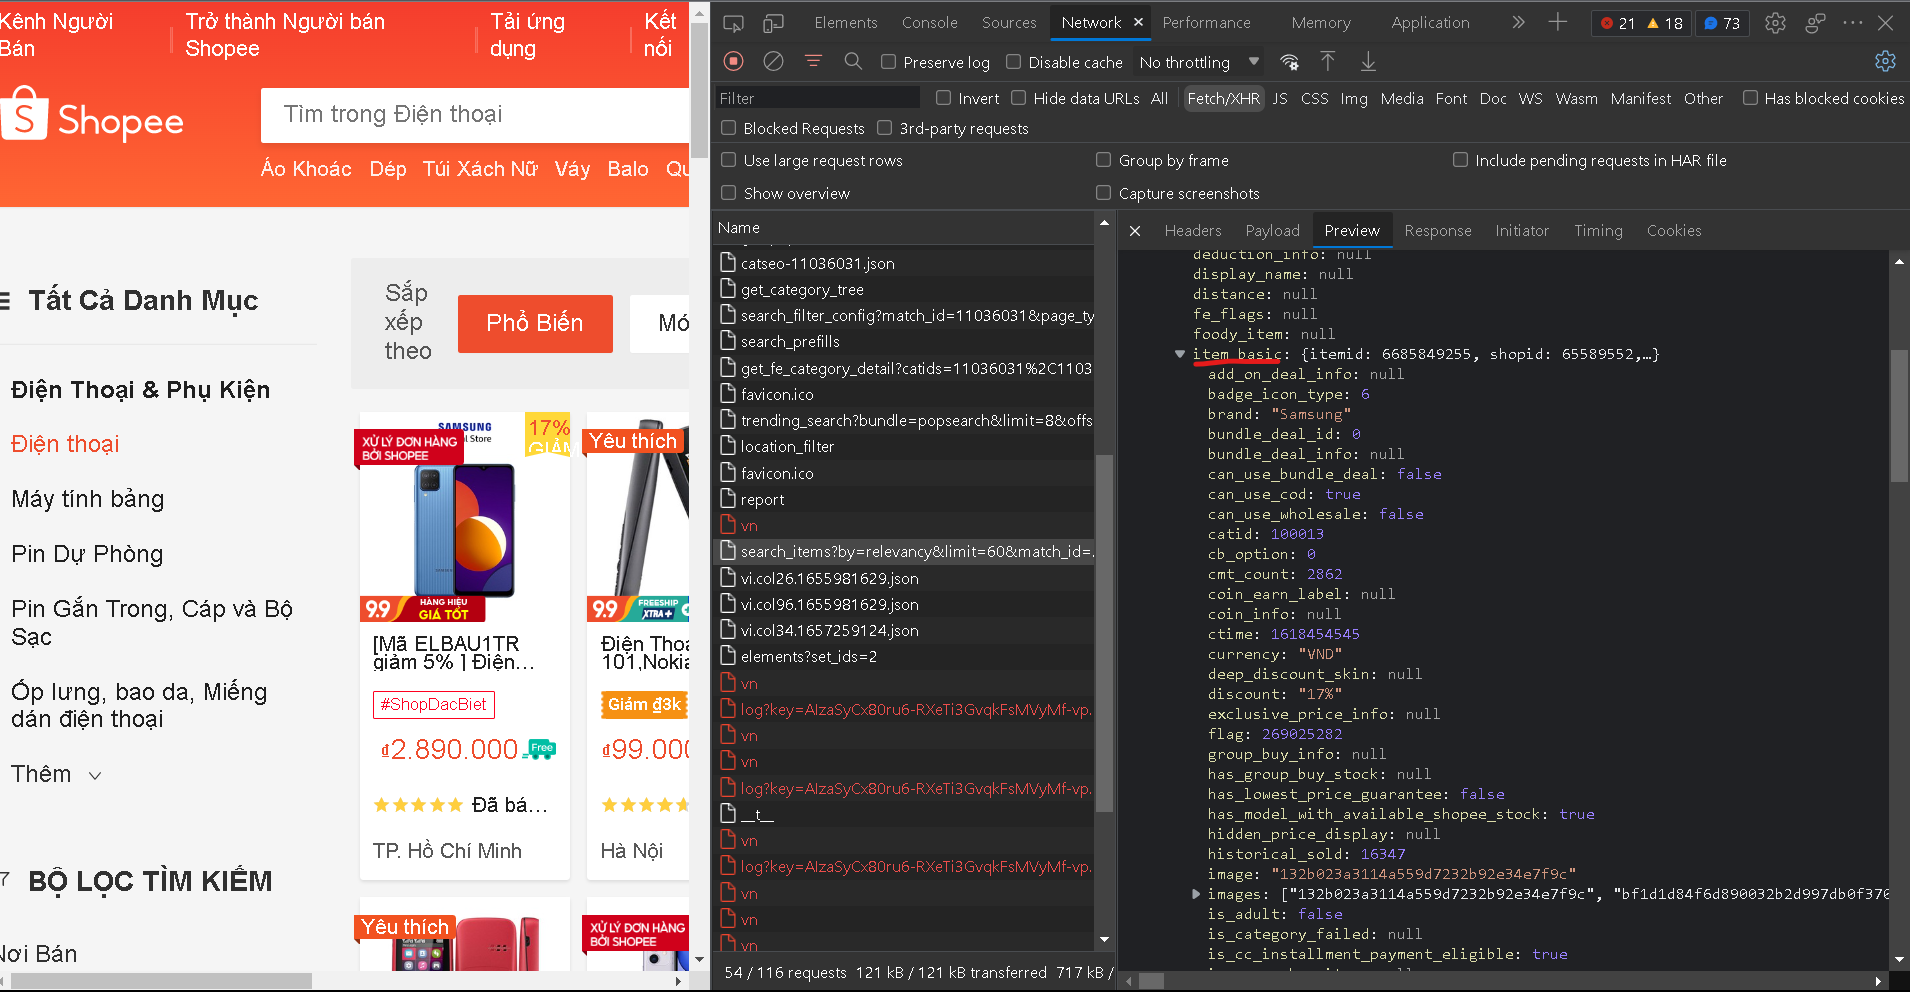 Kênh Người Bán
Trở thành Người bán Shopee
Tải ứng dụng
Kết nối
Shopee
Tìm trong Điện thoại
Áo Khoác Dép Túi Xách Nữ Váy Balo
Tất Cả Danh Mục
Điện Thoại & Phụ Kiện
Điện thoại
Máy tính bảng
Pin Dự Phòng
Pin Gắn Trong, Cáp và Bộ
Sạc
Ốp lưng, bao da, Miếng
dán điện thoại
Thêm
BỘ LỌC TÌM KIẾM
Nơi Bán
Sắp
xếp
theo
Phổ Biến
SAMSUNG
XỬ LÝ ĐƠN HÀNG
BỞI SHOPEE
17%
GIẢM
9.9 HÀNG HIỆU
GIÁ TỐT
[Mã ELBAU1TR
giảm 5% ] Điện...
#ShopDacBiet
₫2.890.000 Free
Đã bá...
TP. Hồ Chí Minh
Yêu thích
9.9 FREESHIP
XTRA+
Giảm ₫3k
Hà Nội
Yêu thích
XỬ LÝ ĐƠN HÀNG
BỞI SHOPEE
Elements Console Sources Network Performance Memory Application 21 18 73
Preserve log Disable cache No throttling
Filter Invert Hide data URLs All Fetch/XHR JS CSS Img Media Font Doc WS Wasm Manifest Other Has blocked cookies
Blocked Requests 3rd-party requests
Use large request rows Group by frame Include pending requests in HAR file
Show overview Capture screenshots
Name
catseo-11036031.json
get_category_tree
search_filter_config?match_id=11036031&page_ty
search_prefills
get_fe_category_detail?catids=11036031%2C1103
favicon.ico
trending_search?bundle=popsearch&limit=8&offs
location_filter
favicon.ico
report
vn
search_items?by=relevancy&limit=60&match_id=.
vi.col26.1655981629.json
vi.col96.1655981629.json
vi.col34.1657259124.json
elements?set_ids=2
vn
log?key=AIzaSyCx80ru6-RXeTi3GvqkFsMVyMf-vp.
vn
vn
log?key=AIzaSyCx80ru6-RXeTi3GvqkFsMVyMf-vp.
__t__
vn
log?key=AIzaSyCx80ru6-RXeTi3GvqkFsMVyMf-vp.
vn
vn
vn
54 / 116 requests 121 kB / 121 kB transferred 717 kB /
Headers Payload Preview Response Initiator Timing Cookies
deduction_info: null
display_name: null
distance: null
fe_flags: null
foody_item: null
item_basic: {itemid: 6685849255, shopid: 65589552,…}
add_on_deal_info: null
badge_icon_type: 6
brand: "Samsung"
bundle_deal_id: 0
bundle_deal_info: null
can_use_bundle_deal: false
can_use_cod: true
can_use_wholesale: false
catid: 100013
cb_option: 0
cmt_count: 2862
coin_earn_label: null
coin_info: null
ctime: 1618454545
currency: "VND"
deep_discount_skin: null
discount: "17%"
exclusive_price_info: null
flag: 269025282
group_buy_info: null
has_group_buy_stock: null
has_lowest_price_guarantee: false
has_model_with_available_shopee_stock: true
hidden_price_display: null
historical_sold: 16347
image: "132b023a3114a559d7232b92e34e7f9c"
images: ["132b023a3114a559d7232b92e34e7f9c", "bf1d1d84f6d890032b2d997db0f370
is_adult: false
is_category_failed: null
is_cc_installment_payment_eligible: true